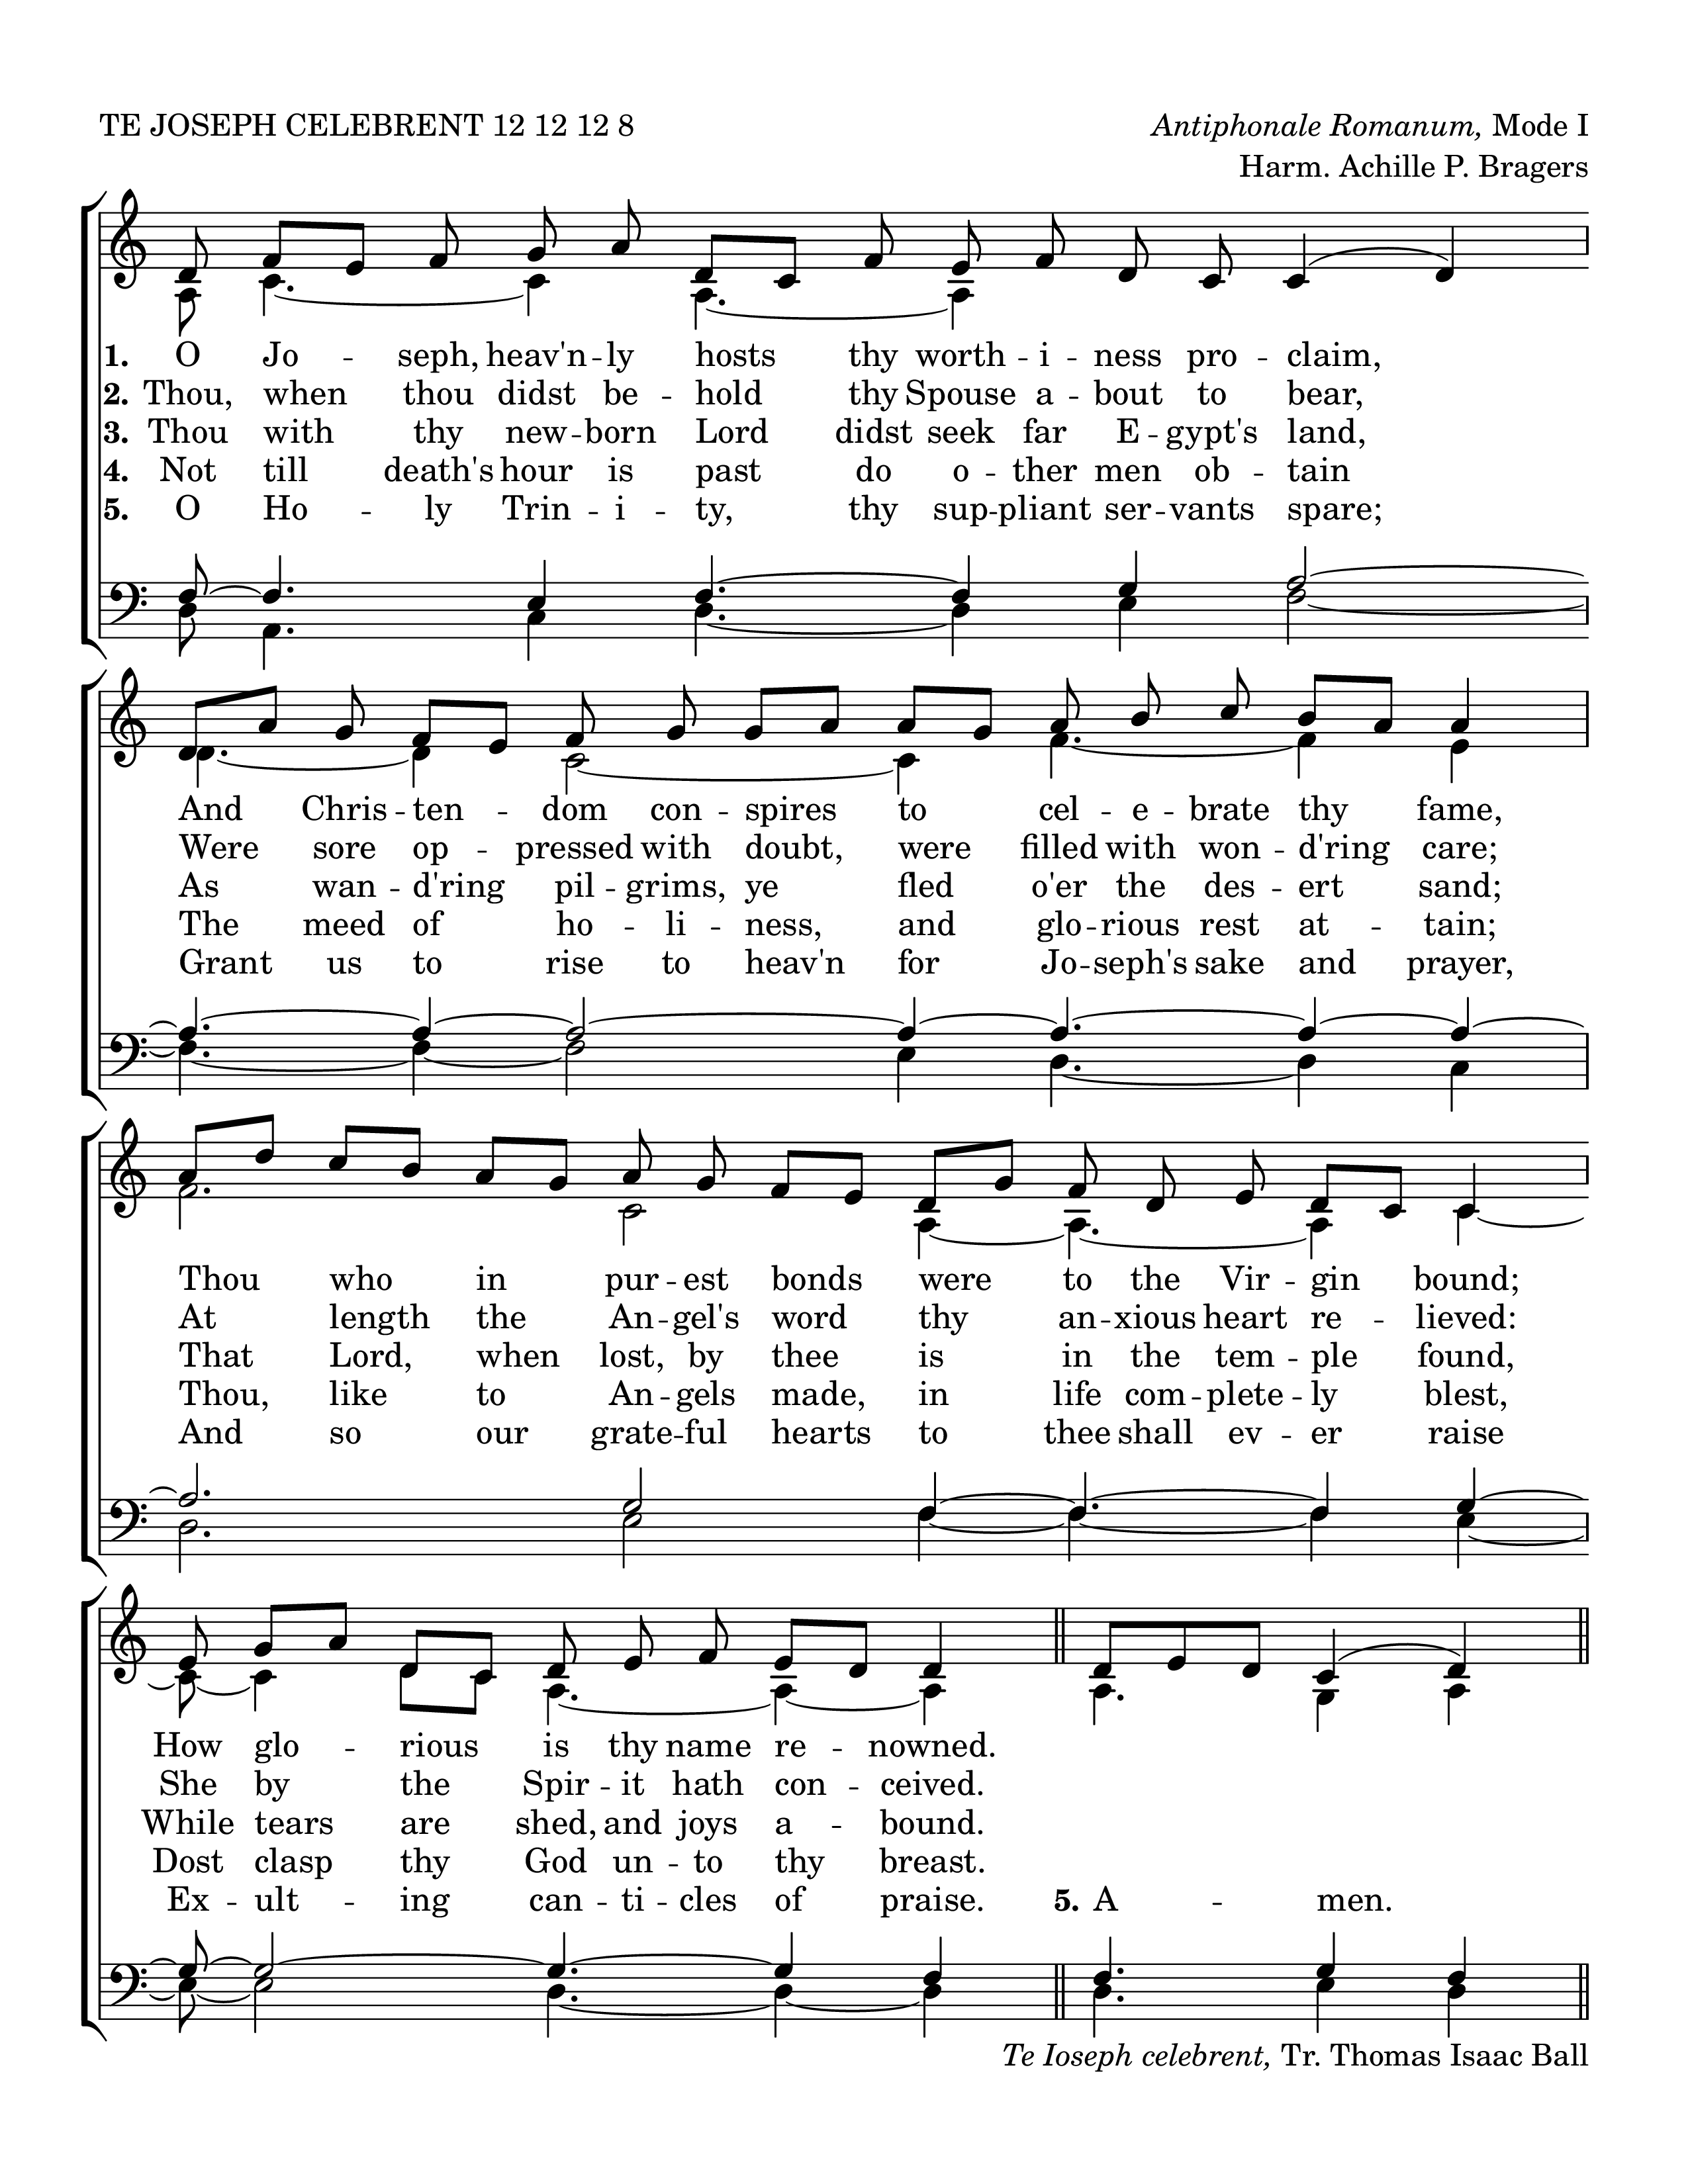 TE JOSEPH CELEBRENT 12 12 12 8
Antiphonale Romanum, Mode I
Harm. Achille P. Bragers
1. O Jo -- seph, heav'n -- ly hosts thy worth -- i -- ness pro -- claim,
2. Thou, when thou didst be -- hold thy Spouse a -- bout to bear,
3. Thou with thy new -- born Lord didst seek far E -- gypt's land,
4. Not till death's hour is past do o -- ther men ob -- tain
5. O Ho -- ly Trin -- i -- ty, thy sup -- pliant ser -- vants spare;
And Chris -- ten -- dom con -- spires to cel -- e -- brate thy fame,
Were sore op -- pressed with doubt, were filled with won -- d'ring care;
As wan -- d'ring pil -- grims, ye fled o'er the des -- ert sand;
The meed of ho -- li -- ness, and glo -- rious rest at -- tain;
Grant us to rise to heav'n for Jo -- seph's sake and prayer,
Thou who in pur -- est bonds were to the Vir -- gin bound;
At length the An -- gel's word thy an -- xious heart re -- lieved:
That Lord, when lost, by thee is in the tem -- ple found,
Thou, like to An -- gels made, in life com -- plete -- ly blest,
And so our grate -- ful hearts to thee shall ev -- er raise
How glo -- rious is thy name re -- nowned.
She by the Spir -- it hath con -- ceived.
While tears are shed, and joys a -- bound.
Dost clasp thy God un -- to thy breast.
Ex -- ult -- ing can -- ti -- cles of praise. 5. A -- men.
Te Ioseph celebrent, Tr. Thomas Isaac Ball